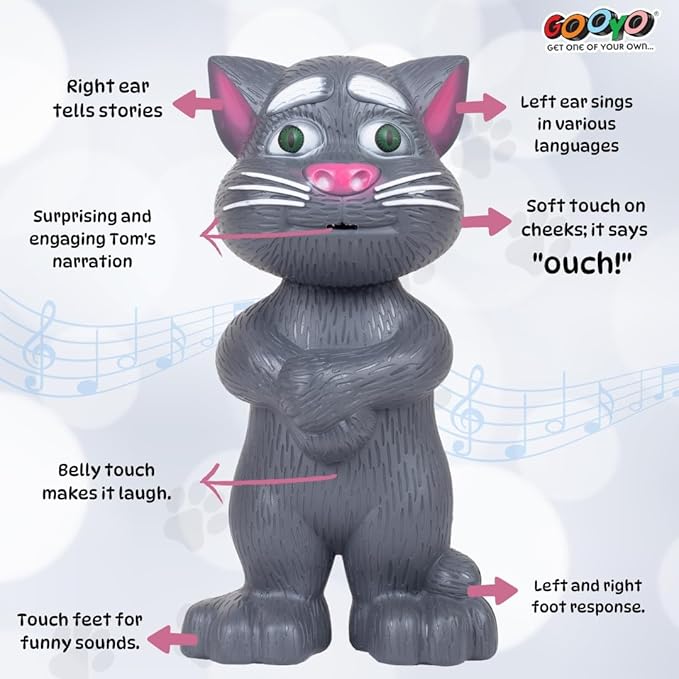 GOOYO®
GET ONE OF YOUR OWN...
Right ear
tells stories
Left ear sings
in various
languages
Surprising and
engaging Tom's
narration
Soft touch on
cheeks; it says
"ouch!"
Belly touch
makes it laugh.
Left and right
foot response.
Touch feet for
funny sounds.